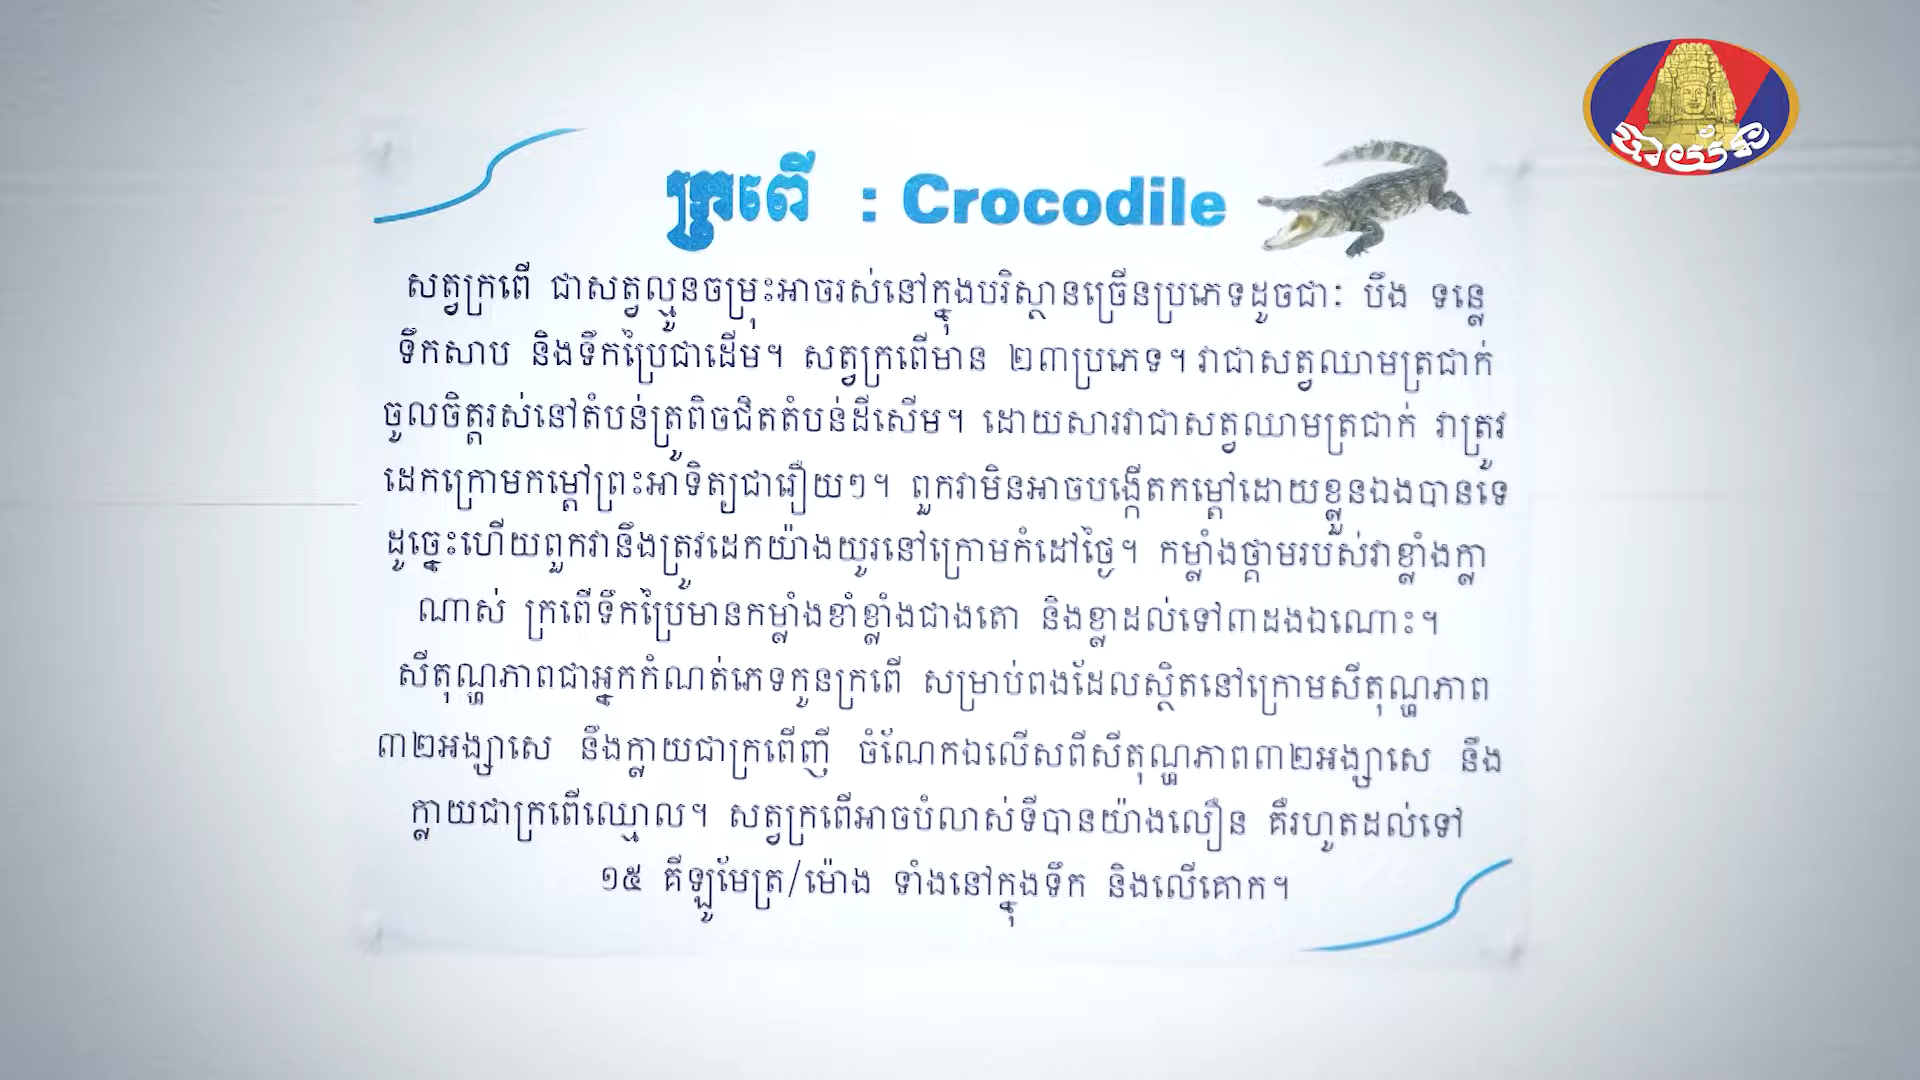 បាយ័ន
ក្រពើ : Crocodile
សត្វក្រពើ ជាសត្វល្មូនចម្រុះអាចរស់នៅក្នុងបរិស្ថានច្រើនប្រភេទដូចជាៈ បឹង ទន្លេ
ទឹកសាប និងទឹកប្រៃជាដើម។ សត្វក្រពើមាន ២៣ប្រភេទ។ វាជាសត្វឈាមត្រជាក់
ចូលចិត្តរស់នៅតំបន់ត្រូពិចជិតតំបន់ដីសើម។ ដោយសារវាជាសត្វឈាមត្រជាក់ វាត្រូវ
ដេកក្រោមកម្ដៅព្រះអាទិត្យជារឿយៗ។ ពួកវាមិនអាចបង្កើតកម្ដៅដោយខ្លួនឯងបានទេ
ដូច្នេះហើយពួកវានឹងត្រូវដេកយ៉ាងយូរនៅក្រោមកំដៅថ្ងៃ។ កម្លាំងថ្គាមរបស់វាខ្លាំងក្លា
ណាស់ ក្រពើទឹកប្រៃមានកម្លាំងខាំខ្លាំងជាងតោ និងខ្លាដល់ទៅ៣ដងឯណោះ។
សីតុណ្ហភាពជាអ្នកកំណត់ភេទកូនក្រពើ សម្រាប់ពងដែលស្ថិតនៅក្រោមសីតុណ្ហភាព
៣២អង្សាសេ នឹងក្លាយជាក្រពើញី ចំណែកឯលើសពីសីតុណ្ហភាព៣២អង្សាសេ នឹង
ក្លាយជាក្រពើឈ្មោល។ សត្វក្រពើអាចបំលាស់ទីបានយ៉ាងលឿន គឺរហូតដល់ទៅ
១៥ គីឡូមែត្រ/ម៉ោង ទាំងនៅក្នុងទឹក និងលើគោក។